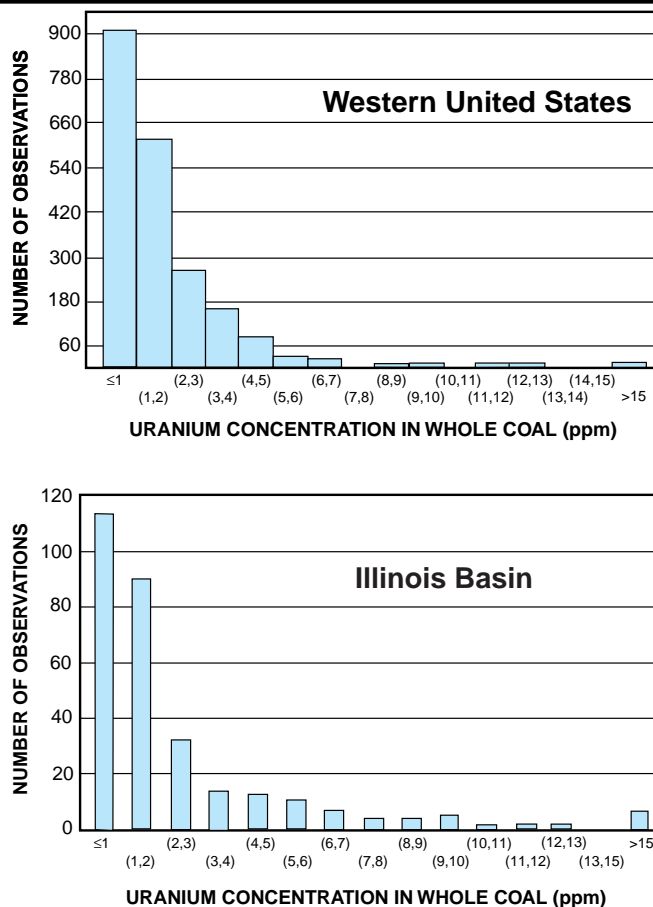 900
780
660
540
420
300
180
60
NUMBER OF OBSERVATIONS
Western United States
≤1 (2,3) (4,5) (6,7) (8,9) (10,11) (12,13) (14,15)
(1,2) (3,4) (5,6) (7,8) (9,10) (11,12) (13,14) >15
URANIUM CONCENTRATION IN WHOLE COAL (ppm)
120
100
80
60
40
20
0
NUMBER OF OBSERVATIONS
Illinois Basin
≤1 (2,3) (4,5) (6,7) (8,9) (10,11) (12,13) >15
(1,2) (3,4) (5,6) (7,8) (9,10) (11,12) (13,15)
URANIUM CONCENTRATION IN WHOLE COAL (ppm)